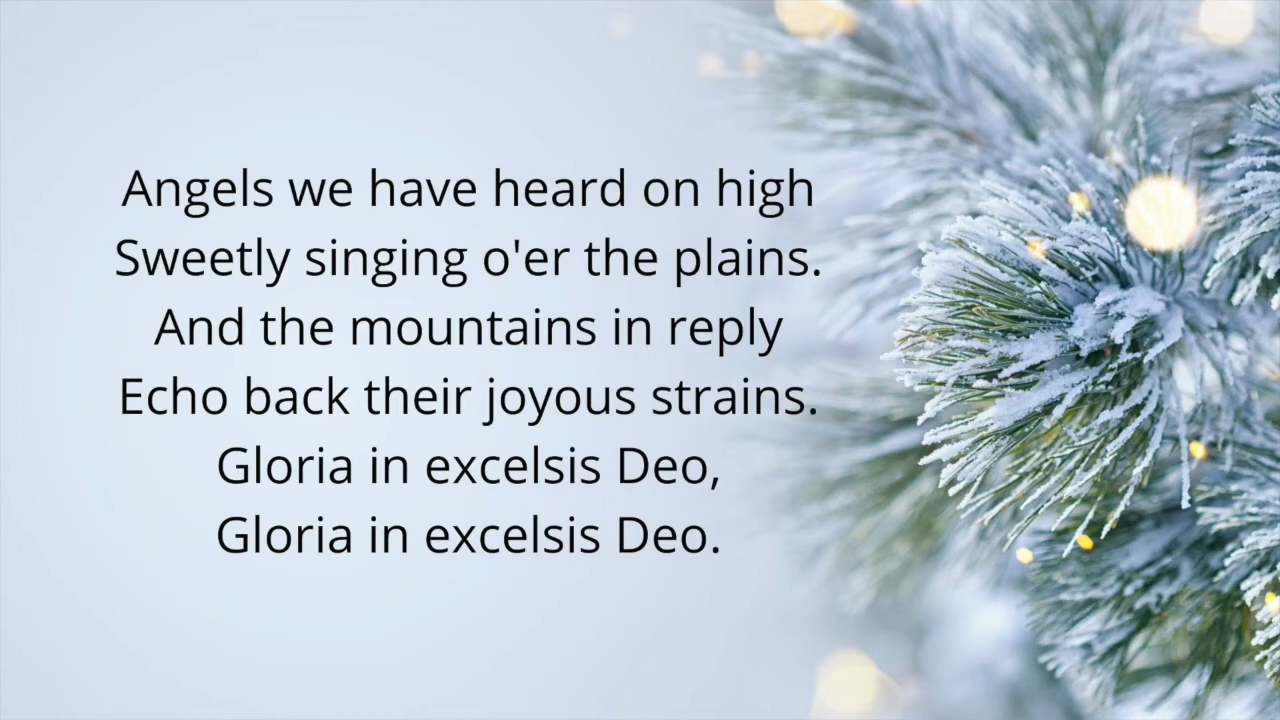 Angels we have heard on high
Sweetly singing o'er the plains.
And the mountains in reply
Echo back their joyous strains.
Gloria in excelsis Deo,
Gloria in excelsis Deo.